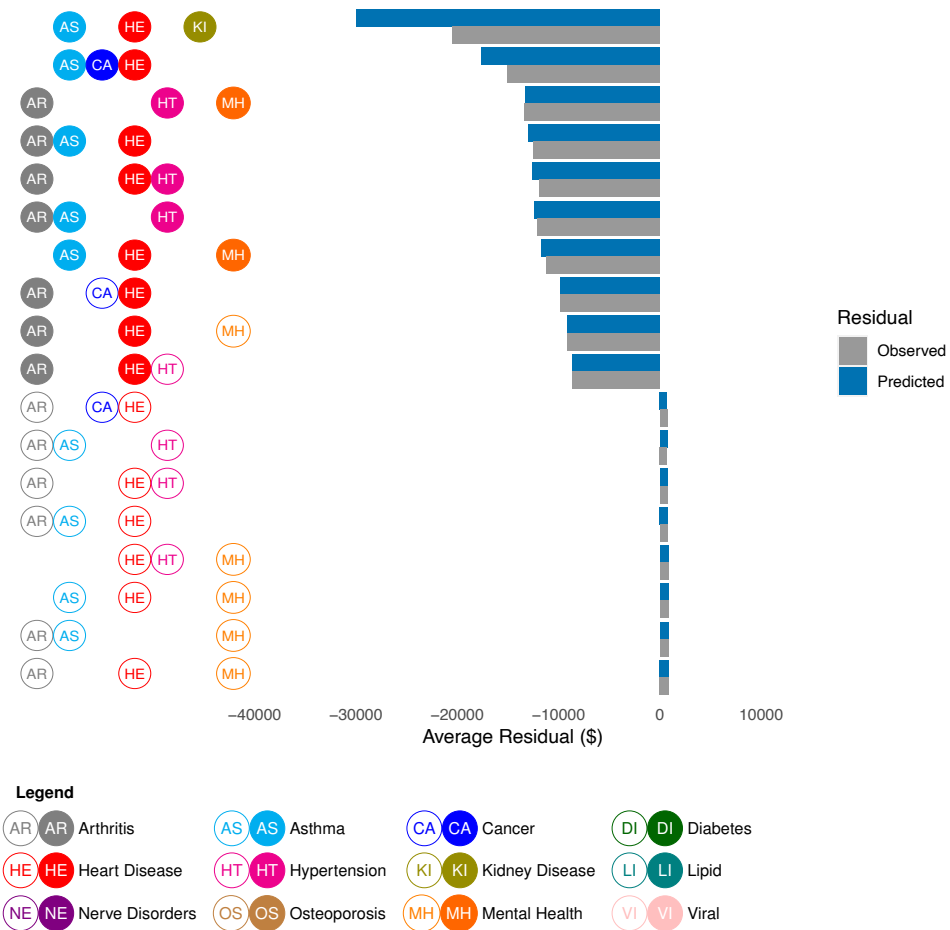 AS HE KI
AS CA HE
AR HT MH
AR AS HE
AR HE HT
AR AS HT
AS HE MH
AR CA HE
AR HE MH
AR HE HT
AR CA HE
AR AS HT
AR HE HT
AR AS HE
HE HT MH
AS HE MH
AR AS MH
AR HE MH
Residual
Observed
Predicted
−40000 −30000 −20000 −10000 0 10000
Average Residual ($)
Legend
AR AR Arthritis AS AS Asthma CA CA Cancer DI DI Diabetes
HE HE Heart Disease HT HT Hypertension KI KI Kidney Disease LI LI Lipid
NE NE Nerve Disorders OS OS Osteoporosis MH MH Mental Health VI VI Viral